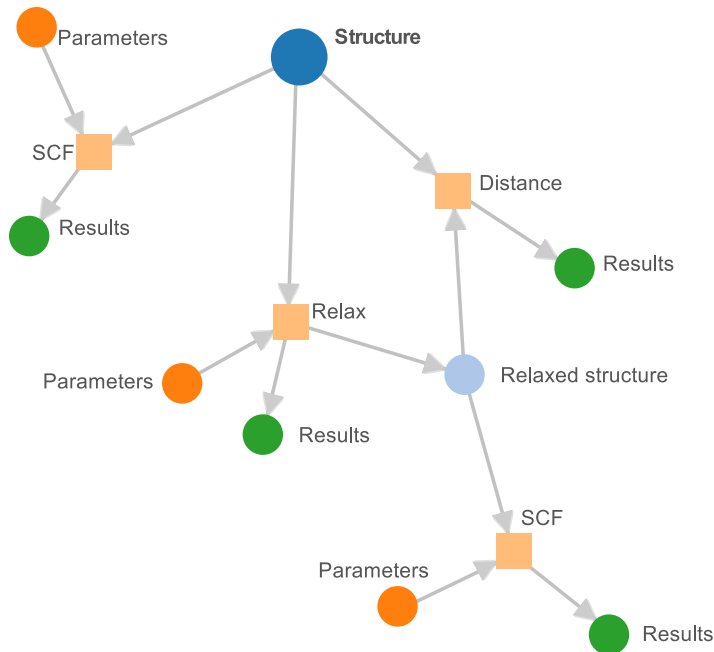 Parameters
Structure
SCF
Distance
Results
Results
Relax
Parameters
Relaxed structure
Results
SCF
Parameters
Results